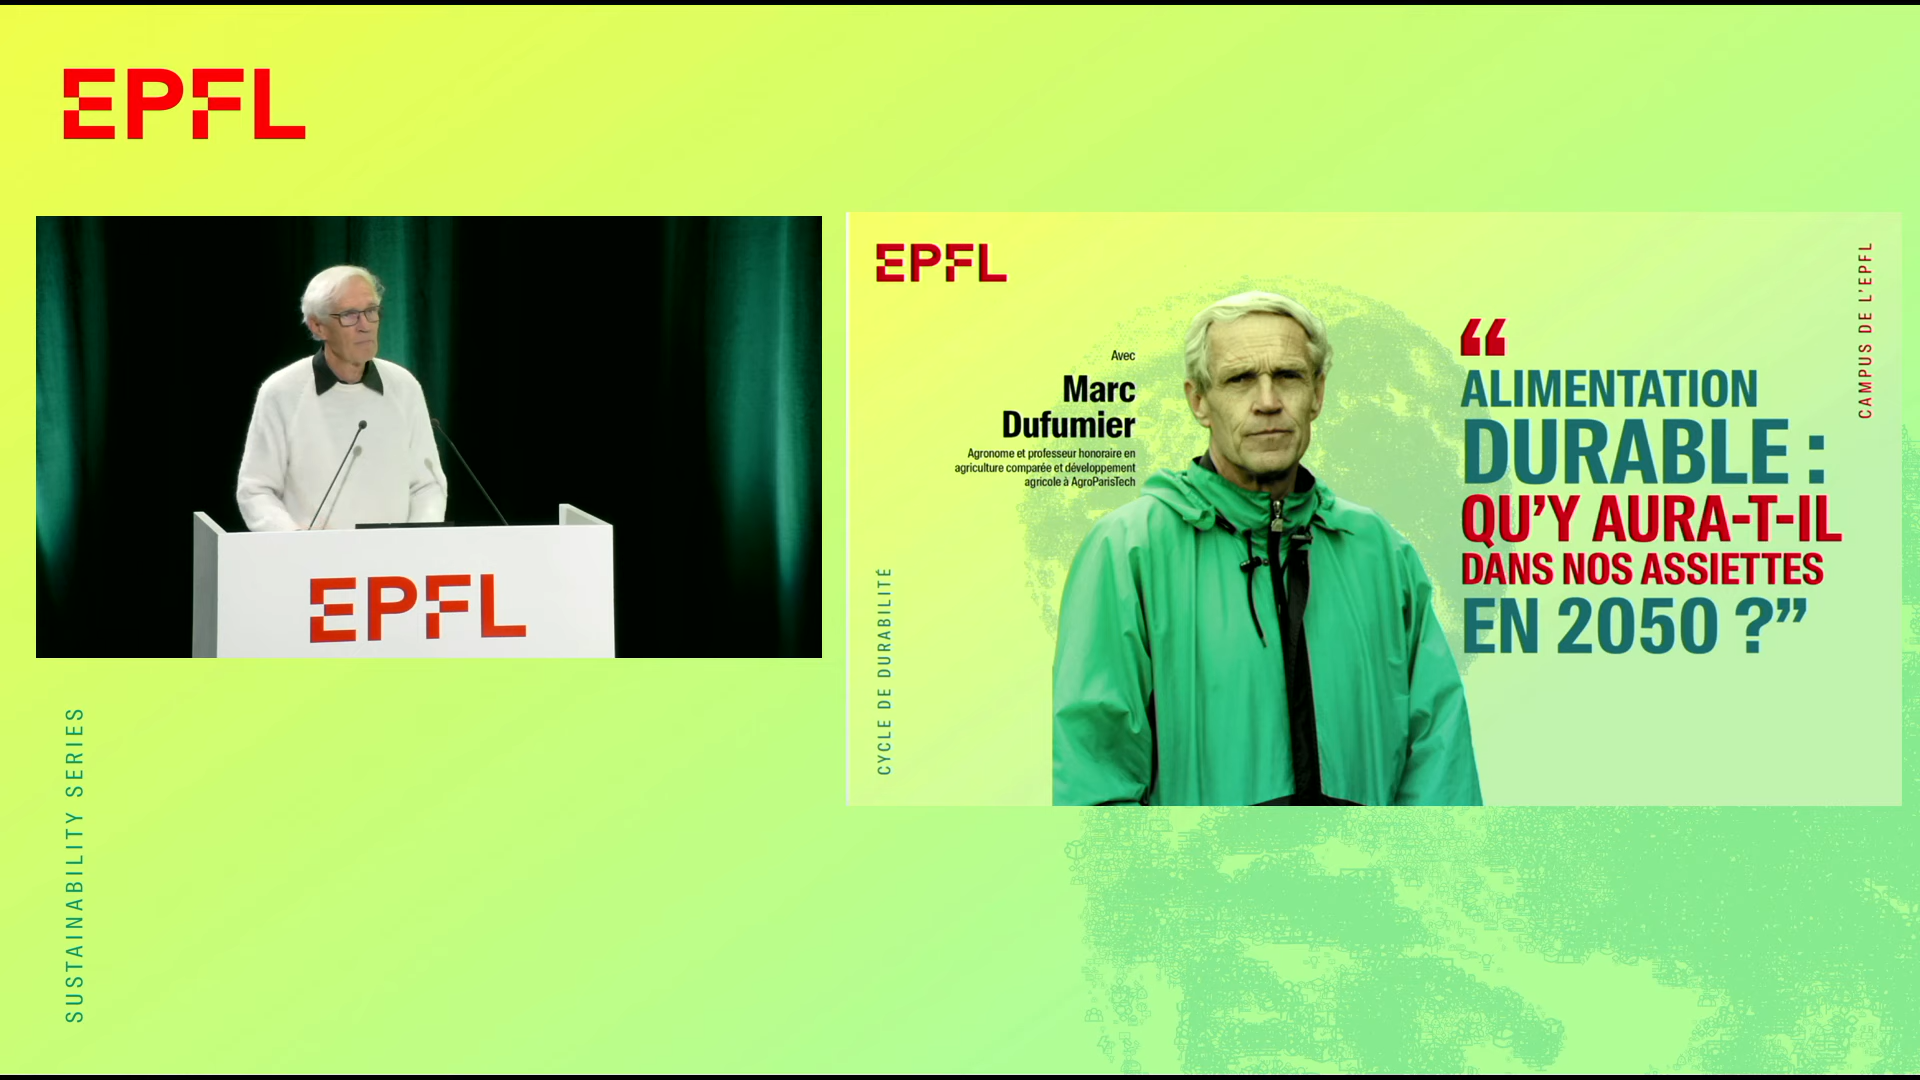 EPFL
EPFL
SUSTAINABILITY SERIES
EPFL
Avec
Marc
Dufumier
Agronome et professeur honoraire en
agriculture comparée et développement
agricole à AgroParisTech
CYCLE DE DURABILITÉ
“
ALIMENTATION
DURABLE :
QU’Y AURA-T-IL
DANS NOS ASSIETTES
EN 2050 ?”
CAMPUS DE L’EPFL